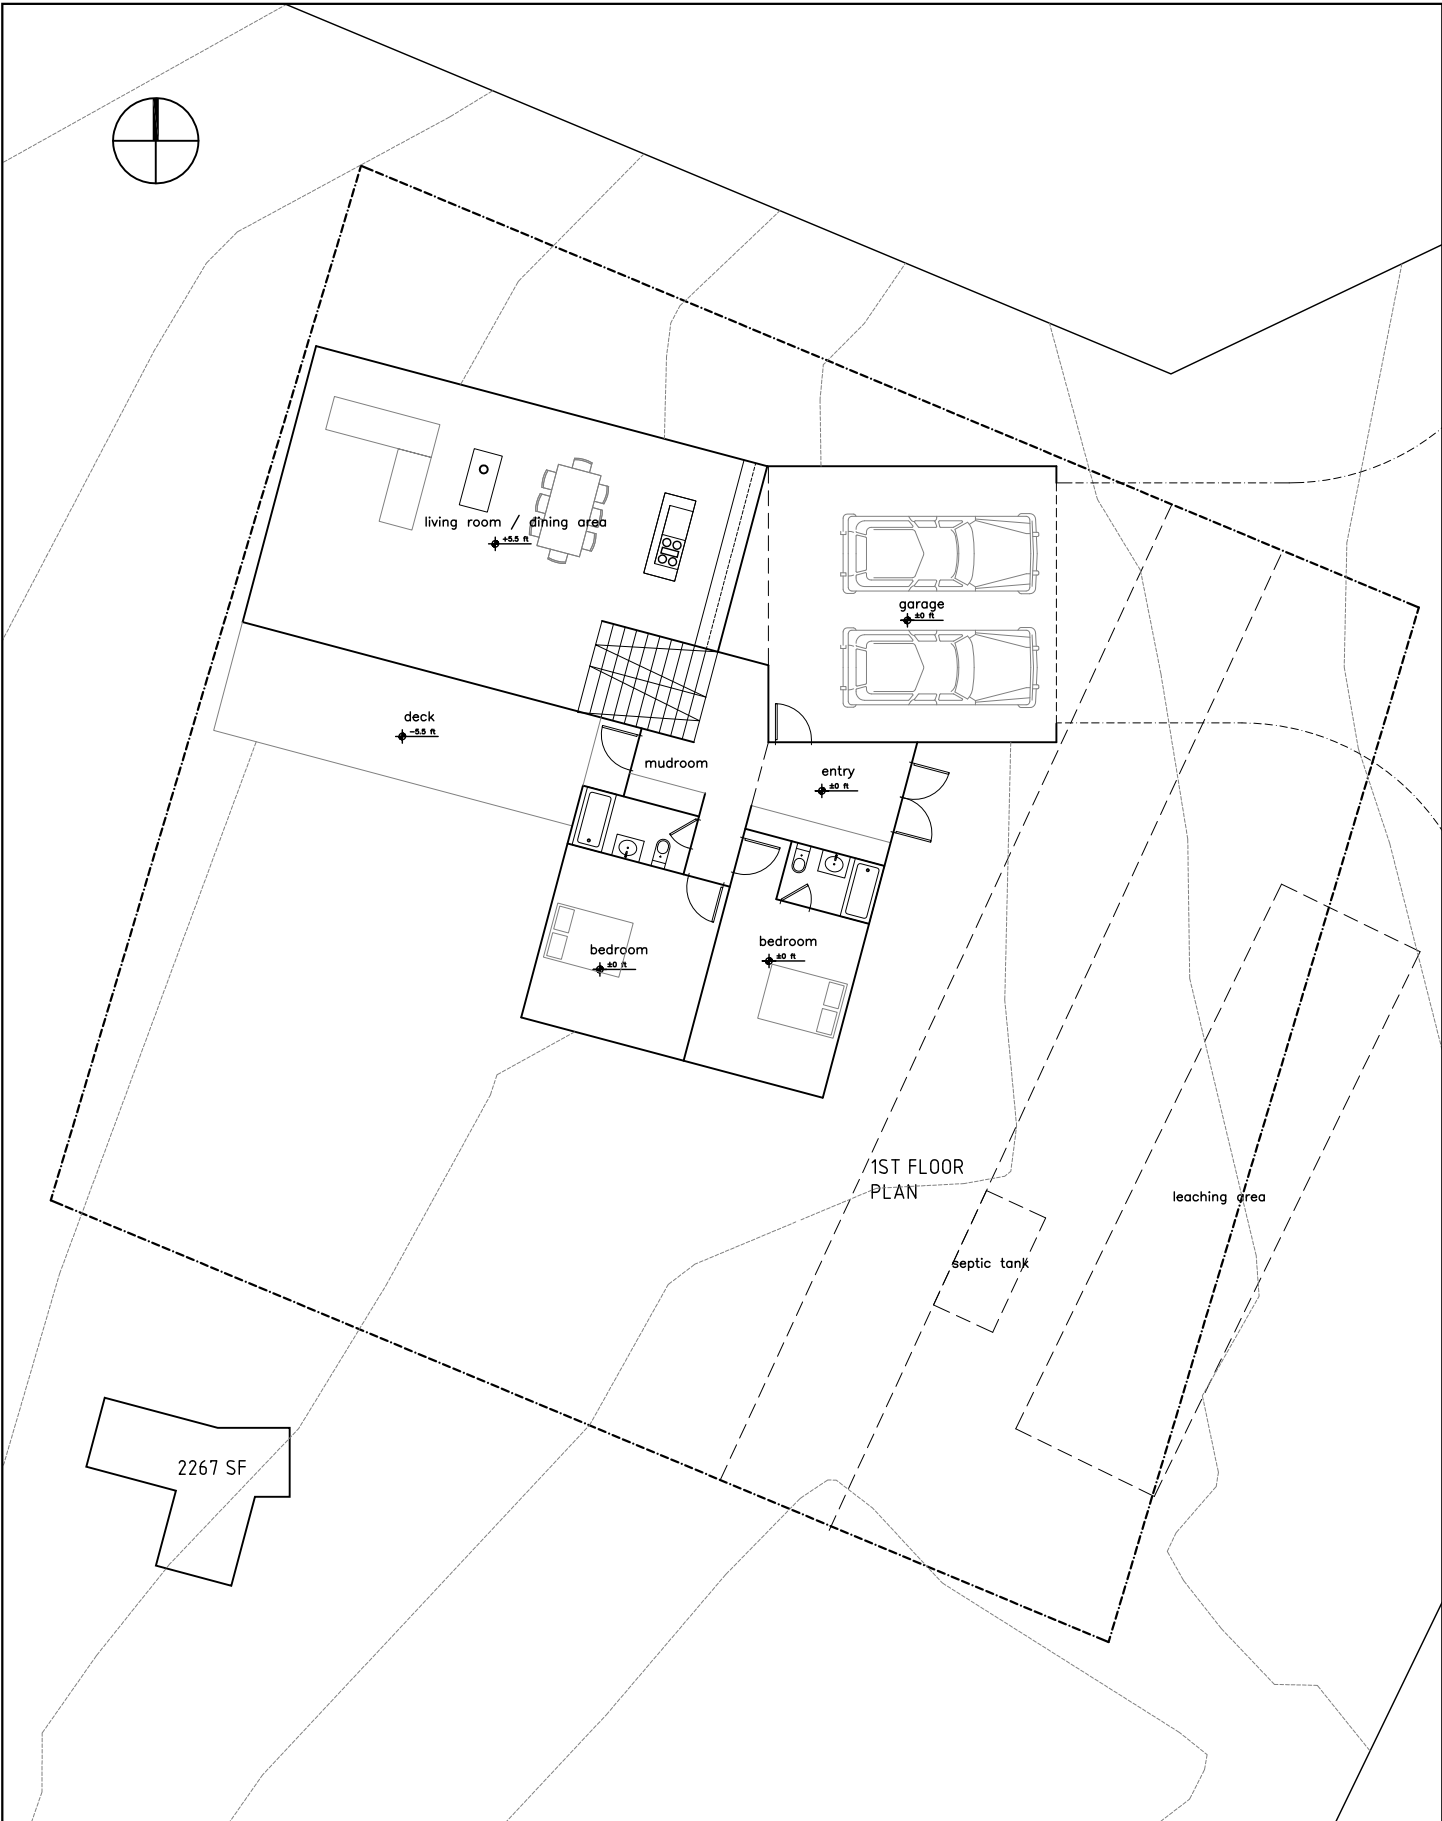 living room / dining area
+5.5 ft
garage
±0 ft
deck
-5.5 ft
mudroom
entry
±0 ft
bedroom
±0 ft
bedroom
±0 ft
1ST FLOOR
PLAN
leaching area
septic tank
2267 SF